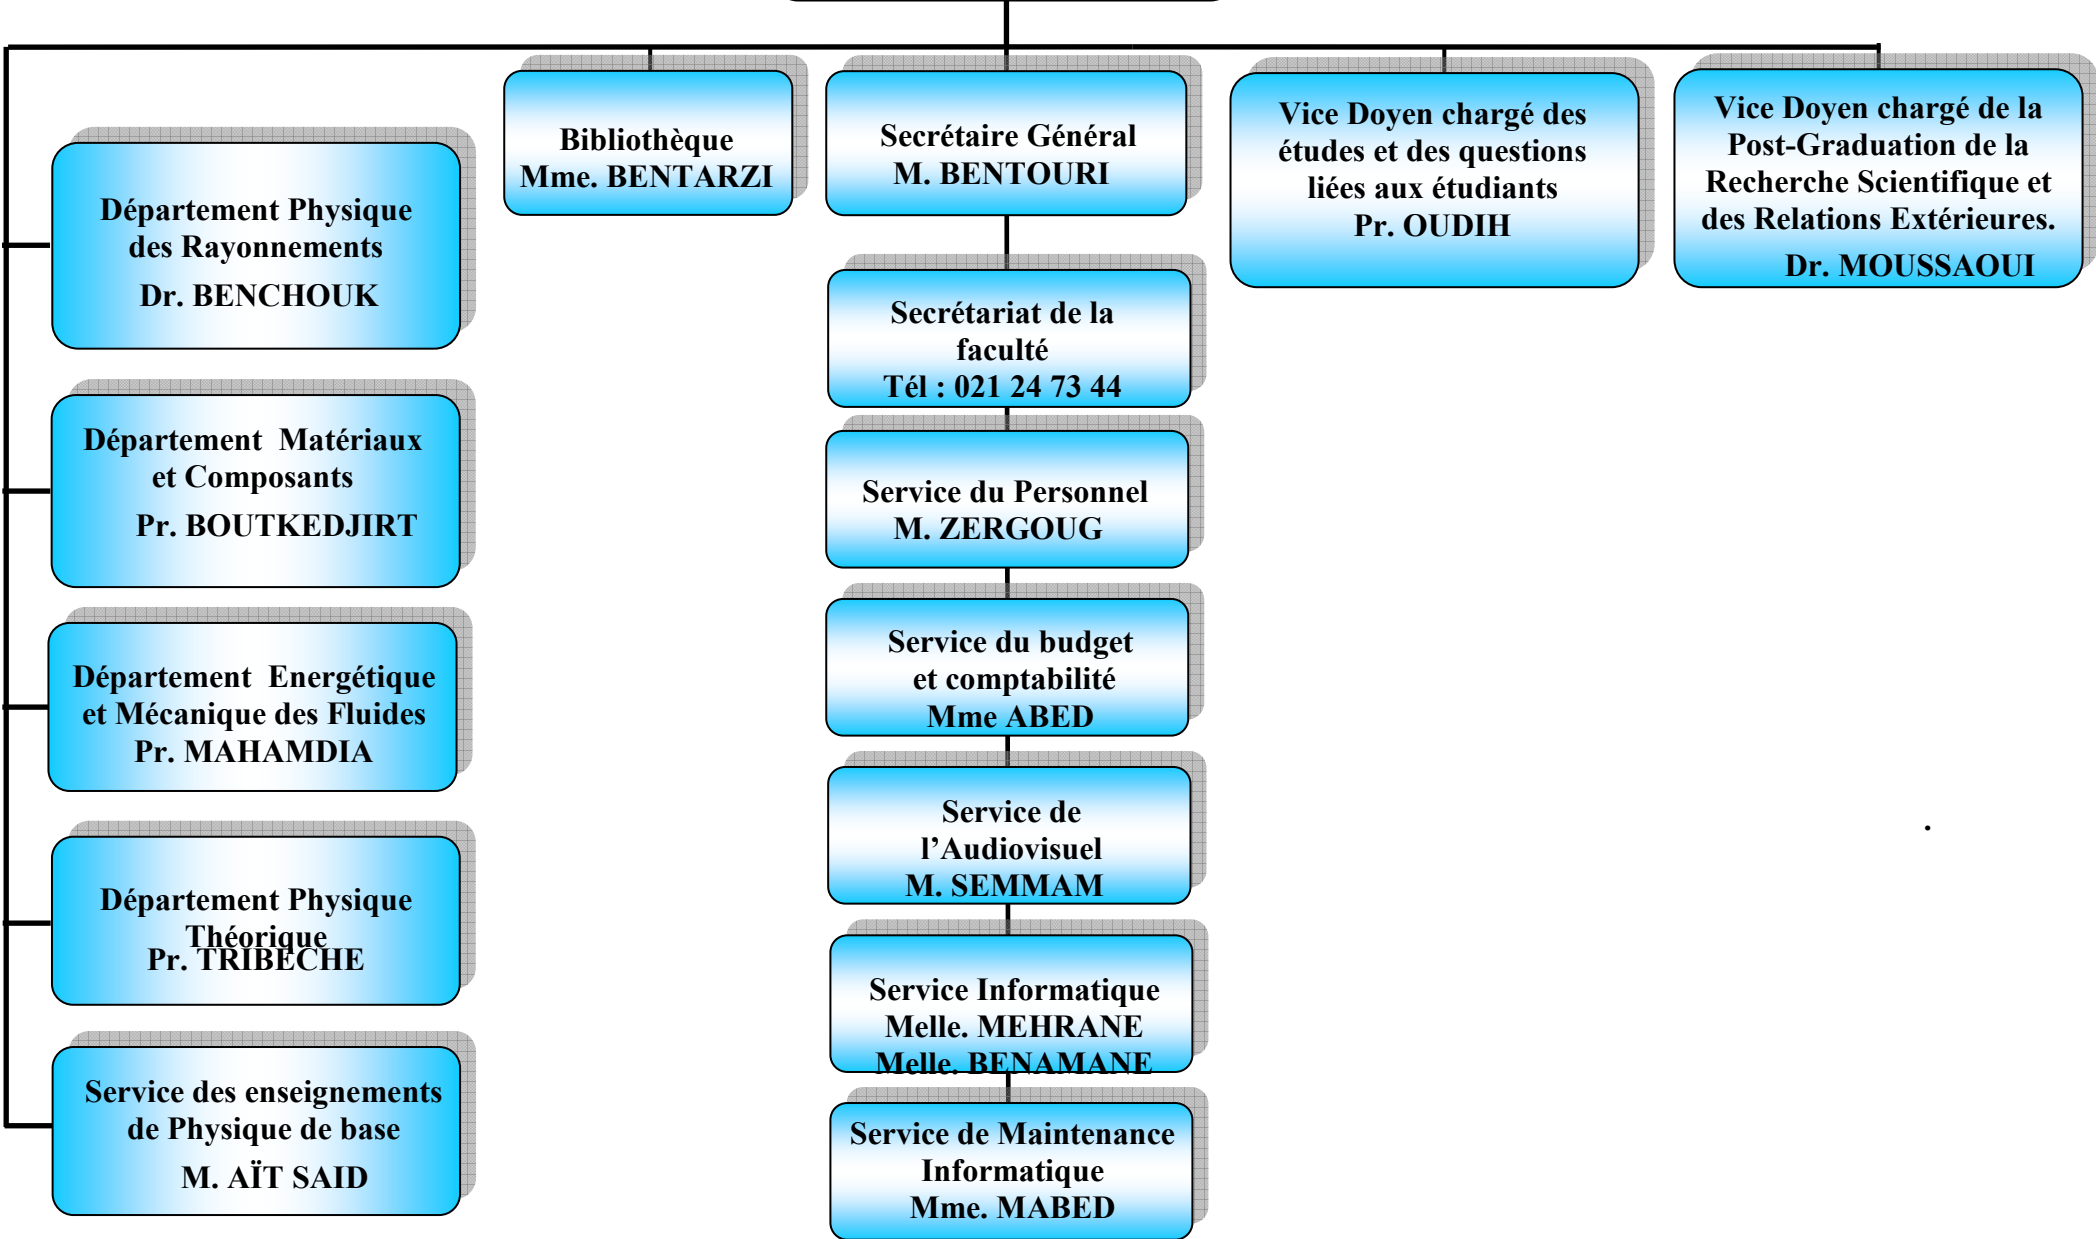 Bibliothèque
Mme. BENTARZI
Secrétaire Général
M. BENTOURI
Vice Doyen chargé des
études et des questions
liées aux étudiants
Pr. OUDIH
Vice Doyen chargé de la
Post-Graduation de la
Recherche Scientifique et
des Relations Extérieures.
Dr. MOUSSAOUI
Département Physique
des Rayonnements
Dr. BENCHOUK
Département  Matériaux
et Composants
Pr. BOUTKEDJIRT
Département  Energétique
et Mécanique des Fluides
Pr. MAHAMDIA
Département Physique
Théorique
Pr. TRIBECHE
Service des enseignements
de Physique de base
M. AÏT SAID
Secrétariat de la
faculté
Tél : 021 24 73 44
Service du Personnel
M. ZERGOUG
Service du budget
et comptabilité
Mme ABED
Service de
l’Audiovisuel
M. SEMMAM
Service Informatique
Melle. MEHRANE
Melle. BENAMANE
Service de Maintenance
Informatique
Mme. MABED
.